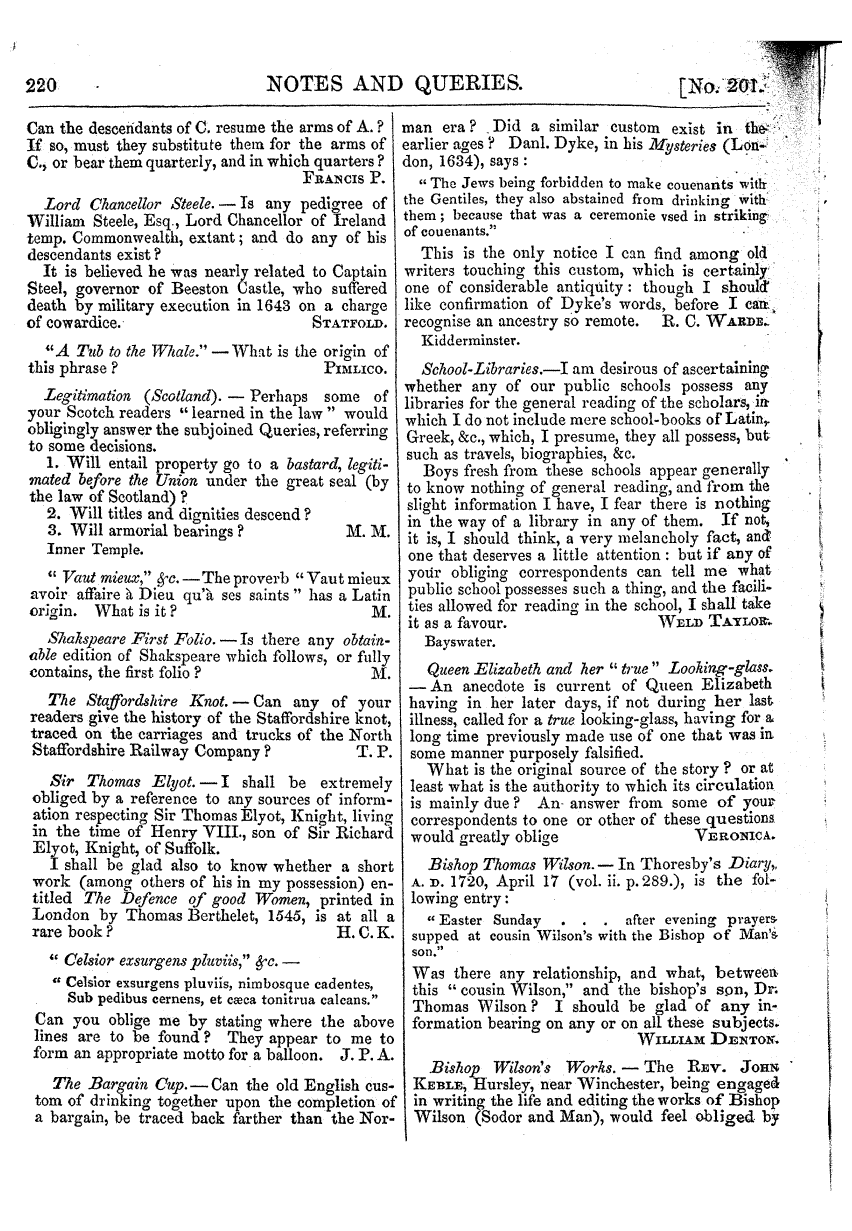 220
NOTES AND QUERIES.
[No. 201.
Can the descendants of C. resume the arms of A.?
If so, must they substitute them for the arms of
C., or bear them quarterly, and in which quarters?
FRANCIS P.
Lord Chancellor Steele. — Is any pedigree of
William Steele, Esq., Lord Chancellor of Ireland
temp. Commonwealth, extant; and do any of his
descendants exist?
It is believed he was nearly related to Captain
Steel, governor of Beeston Castle, who suffered
death by military execution in 1643 on a charge
of cowardice. STATFOLD.
"A Tub to the Whale." — What is the origin of
this phrase? PIMLICO.
Legitimation (Scotland). — Perhaps some of
your Scotch readers "learned in the law" would
obligingly answer the subjoined Queries, referring
to some decisions.
1. Will entail property go to a bastard, legiti-
mated before the Union under the great seal (by
the law of Scotland)?
2. Will titles and dignities descend?
3. Will armorial bearings? M. M.
Inner Temple.
"Vaut mieux," &c. — The proverb "Vaut mieux
avoir affaire à Dieu qu'à ses saints" has a Latin
origin. What is it? M.
Shakspeare First Folio. — Is there any obtain-
able edition of Shakspeare which follows, or fully
contains, the first folio? M.
The Staffordshire Knot. — Can any of your
readers give the history of the Staffordshire knot,
traced on the carriages and trucks of the North
Staffordshire Railway Company? T. P.
Sir Thomas Elyot. — I shall be extremely
obliged by a reference to any sources of inform-
ation respecting Sir Thomas Elyot, Knight, living
in the time of Henry VIII., son of Sir Richard
Elyot, Knight, of Suffolk.
I shall be glad also to know whether a short
work (among others of his in my possession) en-
titled The Defence of good Women, printed in
London by Thomas Berthelet, 1545, is at all a
rare book? H. C. K.
"Celsior exsurgens pluviis," &c. —
"Celsior exsurgens pluviis, nimbosque cadentes,
Sub pedibus cernens, et cæca tonitrua calcans."
Can you oblige me by stating where the above
lines are to be found? They appear to me to
form an appropriate motto for a balloon. J. P. A.
The Bargain Cup. — Can the old English cus-
tom of drinking together upon the completion of
a bargain, be traced back farther than the Nor-
man era? Did a similar custom exist in the
earlier ages? Danl. Dyke, in his Mysteries (Lon-
don, 1634), says:
"The Jews being forbidden to make couenants with
the Gentiles, they also abstained from drinking with
them; because that was a ceremonie vsed in striking
of couenants."
This is the only notice I can find among old
writers touching this custom, which is certainly
one of considerable antiquity: though I should
like confirmation of Dyke's words, before I can
recognise an ancestry so remote. R. C. WARDE.
Kidderminster.
School-Libraries. — I am desirous of ascertaining
whether any of our public schools possess any
libraries for the general reading of the scholars, in
which I do not include mere school-books of Latin,
Greek, &c., which, I presume, they all possess, but
such as travels, biographies, &c.
Boys fresh from these schools appear generally
to know nothing of general reading, and from the
slight information I have, I fear there is nothing
in the way of a library in any of them. If not,
it is, I should think, a very melancholy fact, and
one that deserves a little attention: but if any of
your obliging correspondents can tell me what
public school possesses such a thing, and the facili-
ties allowed for reading in the school, I shall take
it as a favour. WELD TAYLOR.
Bayswater.
Queen Elizabeth and her "true" Looking-glass.
— An anecdote is current of Queen Elizabeth
having in her later days, if not during her last
illness, called for a true looking-glass, having for a
long time previously made use of one that was in
some manner purposely falsified.
What is the original source of the story? or at
least what is the authority to which its circulation
is mainly due? An answer from some of your
correspondents to one or other of these questions
would greatly oblige VERONICA.
Bishop Thomas Wilson. — In Thoresby's Diary,
A. D. 1720, April 17 (vol. ii. p. 289.), is the fol-
lowing entry:
"Easter Sunday . . . after evening prayers
supped at cousin Wilson's with the Bishop of Man's
son."
Was there any relationship, and what, between
this "cousin Wilson," and the bishop's son, Dr.
Thomas Wilson? I should be glad of any in-
formation bearing on any or on all these subjects.
WILLIAM DENTON.
Bishop Wilson's Works. — The REV. JOHN
KEBLE, Hursley, near Winchester, being engaged
in writing the life and editing the works of Bishop
Wilson (Sodor and Man), would feel obliged by